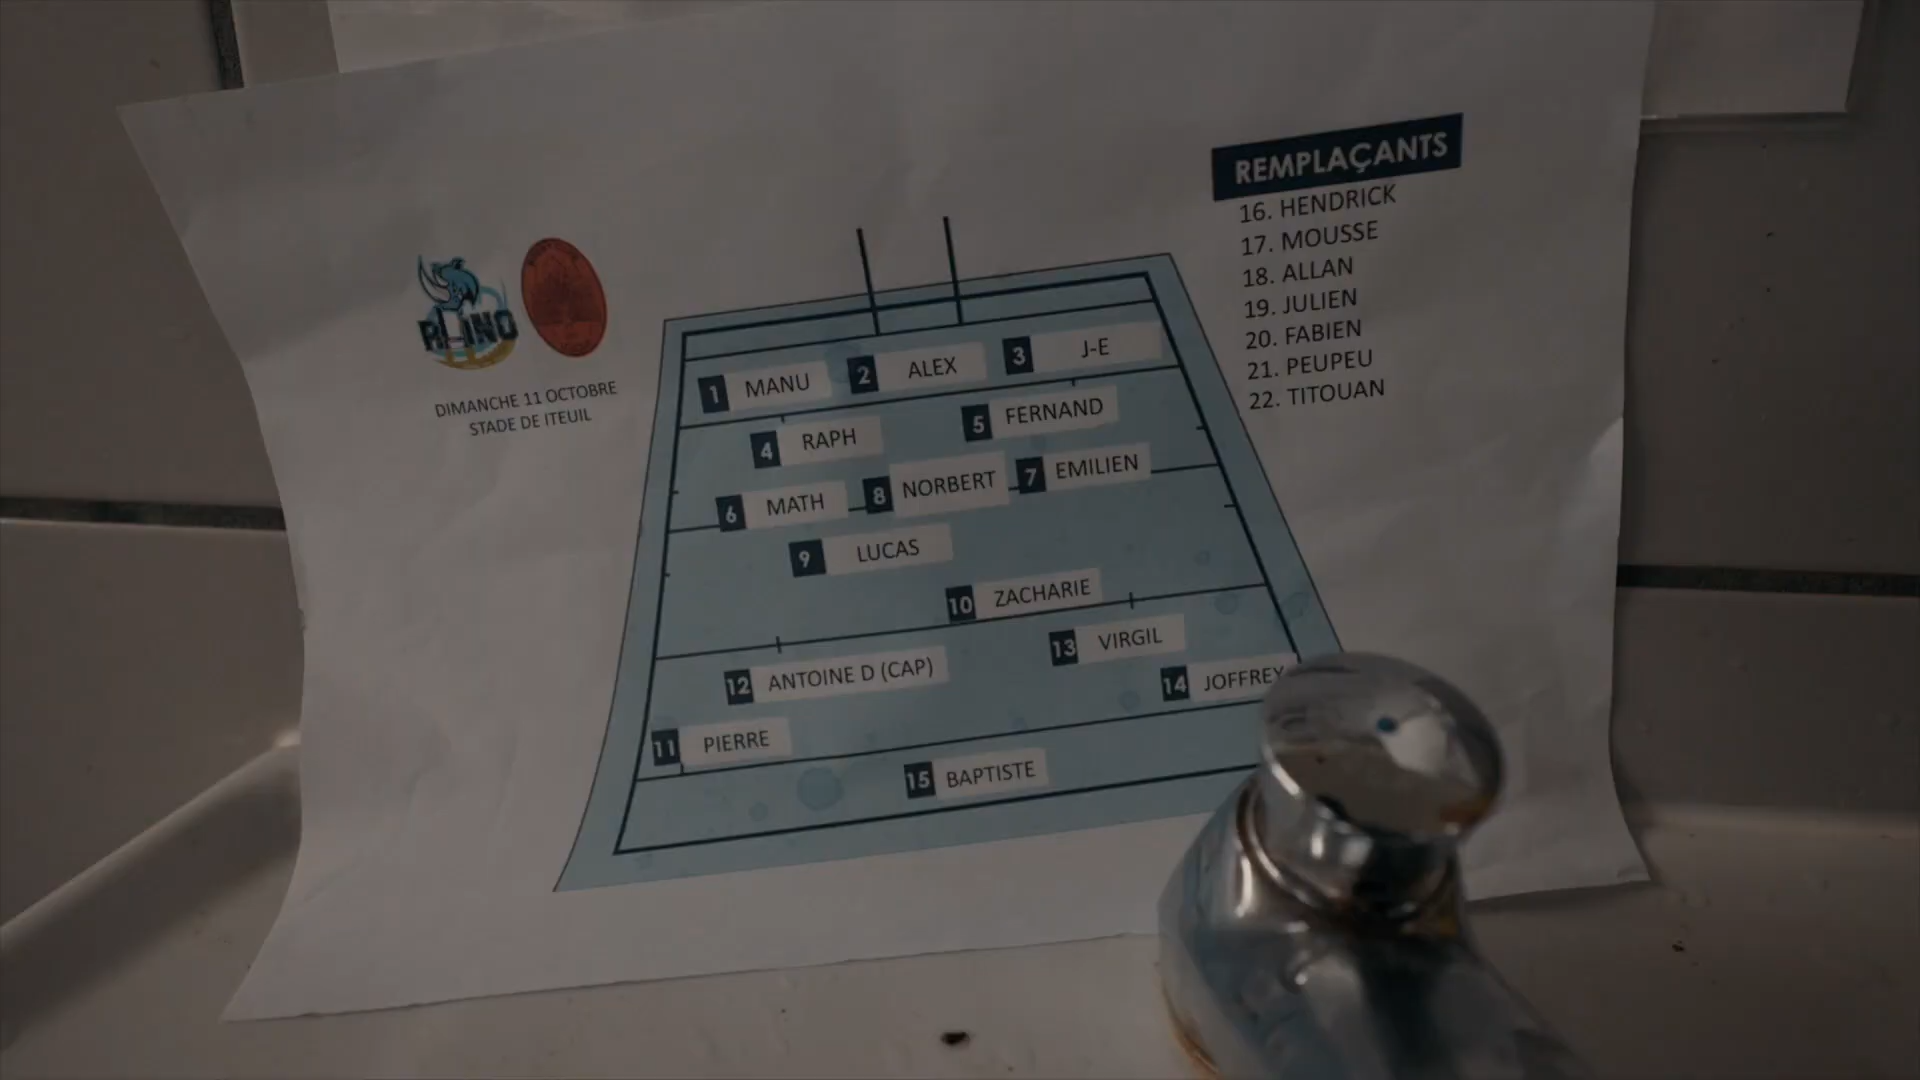 REMPLAÇANTS
16. HENDRICK
17. MOUSSE
18. ALLAN
19. JULIEN
20. FABIEN
21. PEUPEU
22. TITOUAN
DIMANCHE 11 OCTOBRE
STADE DE ITEUIL
1 MANU
2 ALEX
3 J-E
4 RAPH
5 FERNAND
6 MATH
8 NORBERT
7 EMILIEN
9 LUCAS
10 ZACHARIE
12 ANTOINE D (CAP)
13 VIRGIL
14 JOFFREY
11 PIERRE
15 BAPTISTE